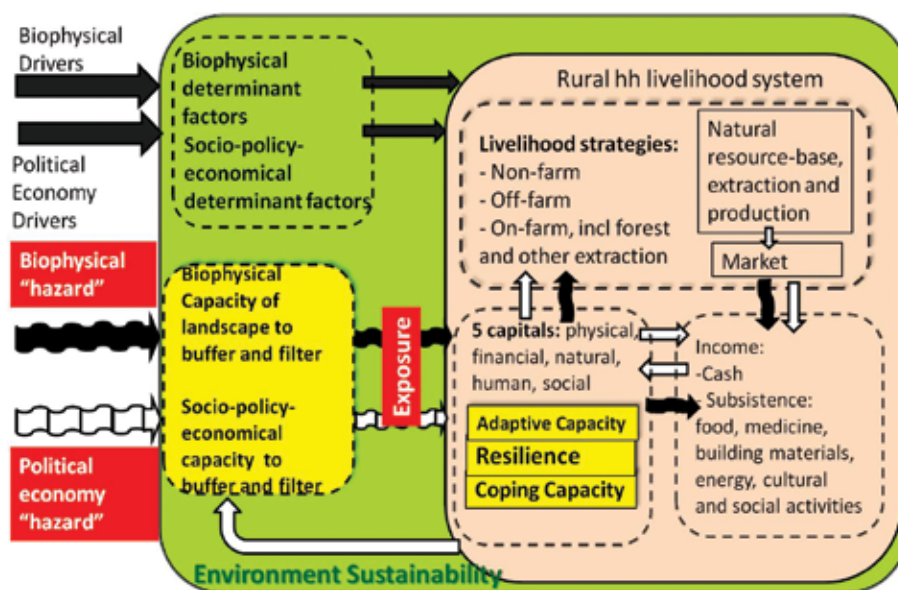 Biophysical
Drivers
Political
Economy
Drivers
Biophysical
“hazard”
Political
economy
“hazard”
Biophysical
determinant
factors
Socio-policy-
economical
determinant factors
Biophysical
Capacity of
landscape to
buffer and filter
Socio-policy-
economical
capacity to
buffer and filter
Exposure
Rural hh livelihood system
Livelihood strategies:
- Non-farm
- Off-farm
- On-farm, incl forest
and other extraction
Natural
resource-base,
extraction and
production
Market
5 capitals: physical,
financial, natural,
human, social
Adaptive Capacity
Resilience
Coping Capacity
Income:
-Cash
- Subsistence:
food, medicine,
building materials,
energy, cultural
and social activities
Environment Sustainability